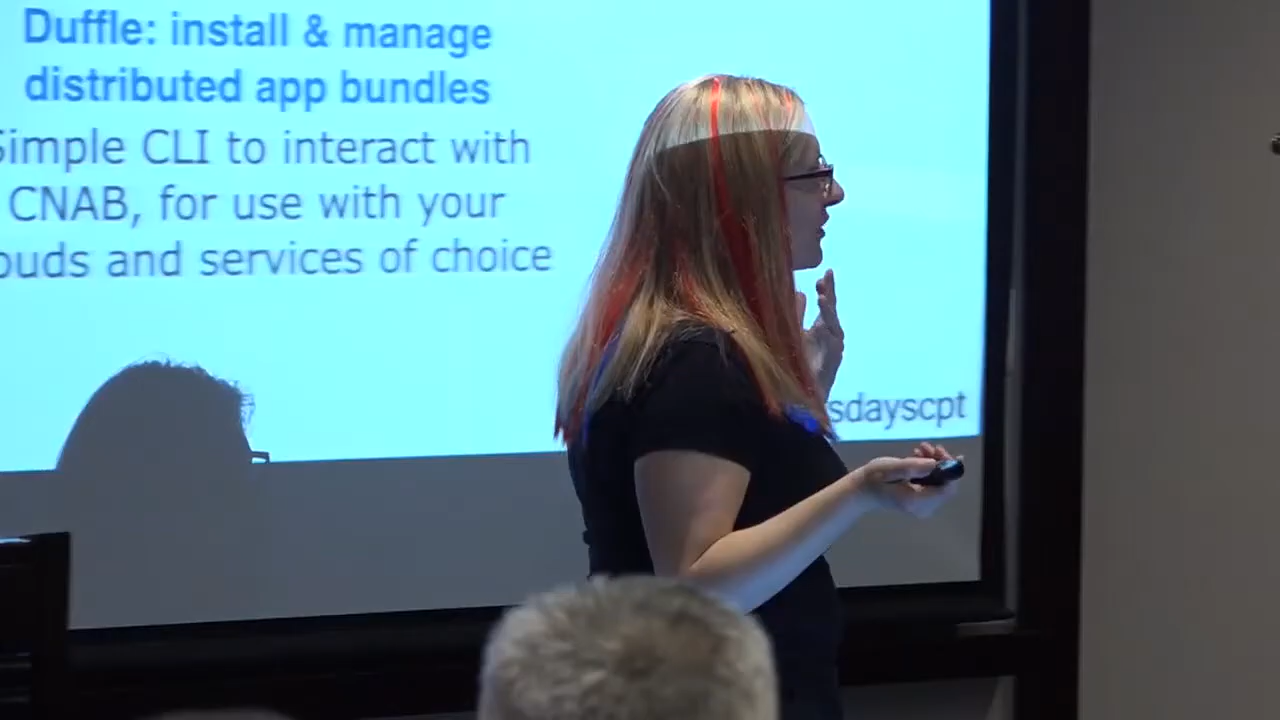 Duffle: install & manage
distributed app bundles
Simple CLI to interact with
CNAB, for use with your
ouds and services of choice
sdayscpt